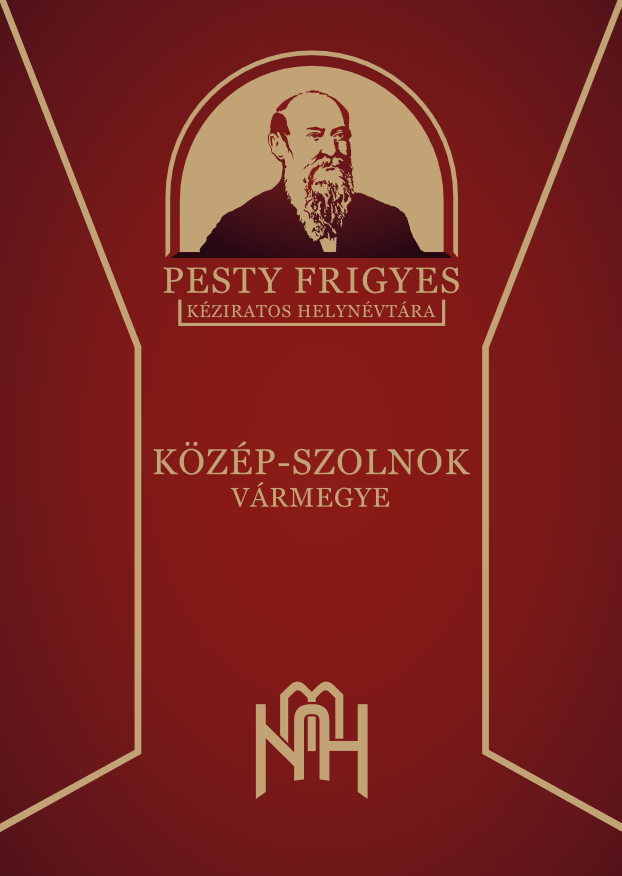 PESTY FRIGYES
KÉZIRATOS HELYNÉVTÁRA
KÖZÉP-SZOLNOK
VÁRMEGYE